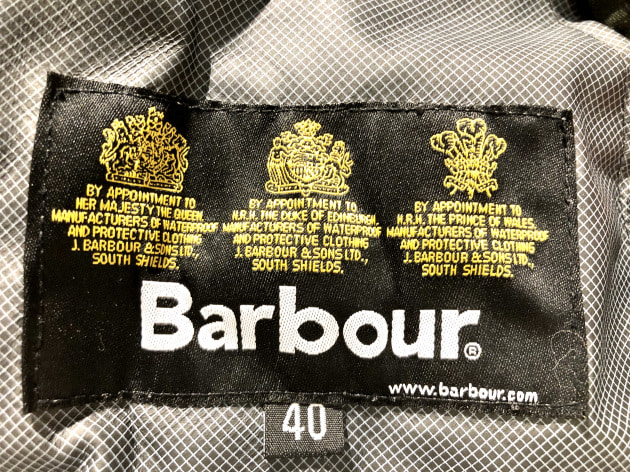 BY APPOINTMENT TO
HER MAJESTY THE QUEEN.
MANUFACTURERS OF WATERPROOF
AND PROTECTIVE CLOTHING
J. BARBOUR & SONS LTD.,
SOUTH SHIELDS.
BY APPOINTMENT TO
H.R.H. THE DUKE OF EDINBURGH.
MANUFACTURERS OF WATERPROOF
AND PROTECTIVE CLOTHING
J. BARBOUR & SONS LTD.,
SOUTH SHIELDS.
BY APPOINTMENT TO
H.R.H. THE PRINCE OF WALES.
MANUFACTURERS OF WATERPROOF
AND PROTECTIVE CLOTHING
J. BARBOUR & SONS LTD.,
SOUTH SHIELDS.
Barbour®
www.barbour.com
40